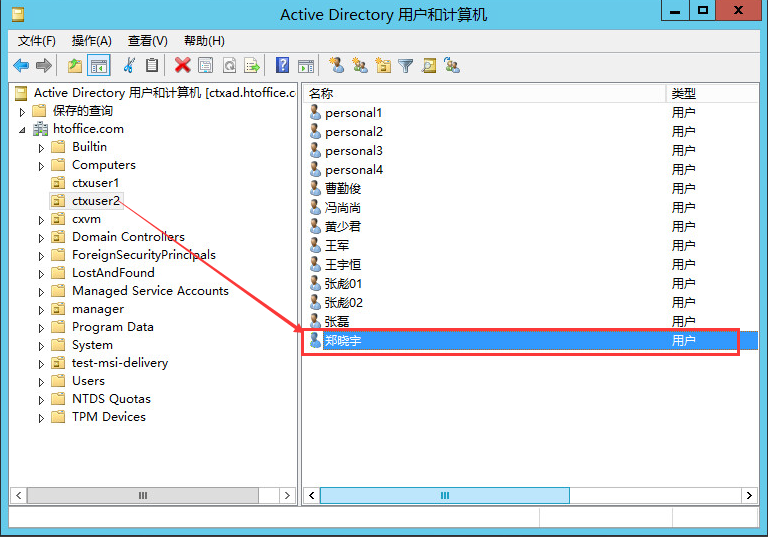 Active Directory 用户和计算机
文件(F) 操作(A) 查看(V) 帮助(H)
Active Directory 用户和计算机 [ctxad.htoffice.c
保存的查询
htoffice.com
Builtin
Computers
ctxuser1
ctxuser2
cxvm
Domain Controllers
ForeignSecurityPrincipals
LostAndFound
Managed Service Accounts
manager
Program Data
System
test-msi-delivery
Users
NTDS Quotas
TPM Devices
名称 类型
personal1 用户
personal2 用户
personal3 用户
personal4 用户
曹勤俊 用户
冯尚尚 用户
黄少君 用户
王军 用户
王宇恒 用户
张彪01 用户
张彪02 用户
张磊 用户
郑晓宇 用户